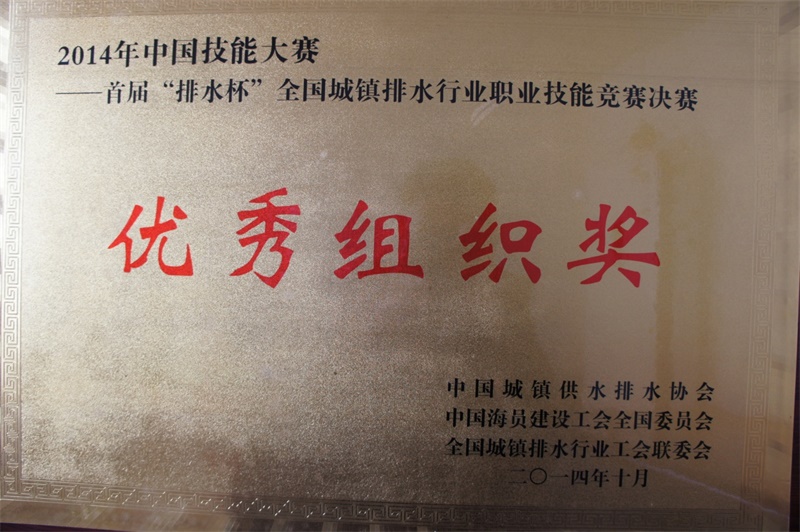 2014年中国技能大赛
——首届“排水杯”全国城镇排水行业职业技能竞赛决赛
优秀组织奖
中国城镇供水排水协会
中国海员建设工会全国委员会
全国城镇排水行业工会联委会
二〇一四年十月